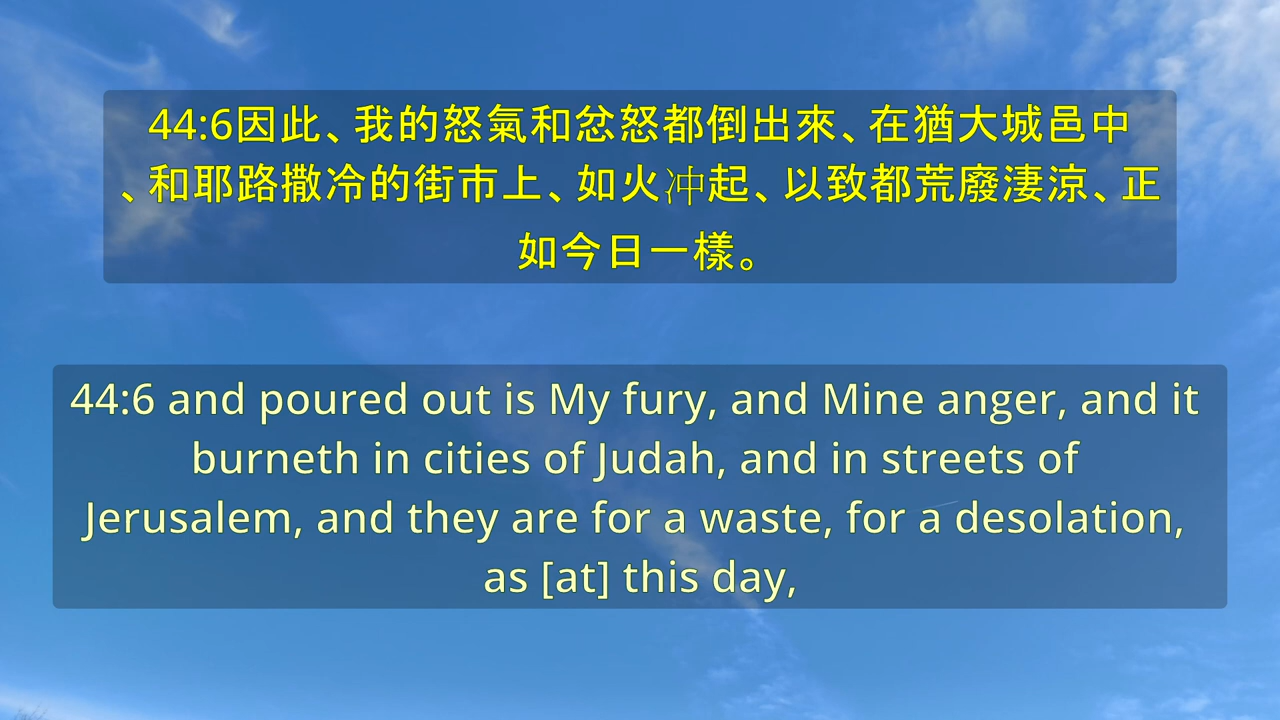 44:6因此、我的怒氣和忿怒都倒出來、在猶大城邑中
、和耶路撒冷的街市上、如火冲起、以致都荒廢淒涼、正
如今日一樣。
44:6 and poured out is My fury, and Mine anger, and it
burneth in cities of Judah, and in streets of
Jerusalem, and they are for a waste, for a desolation,
as [at] this day,